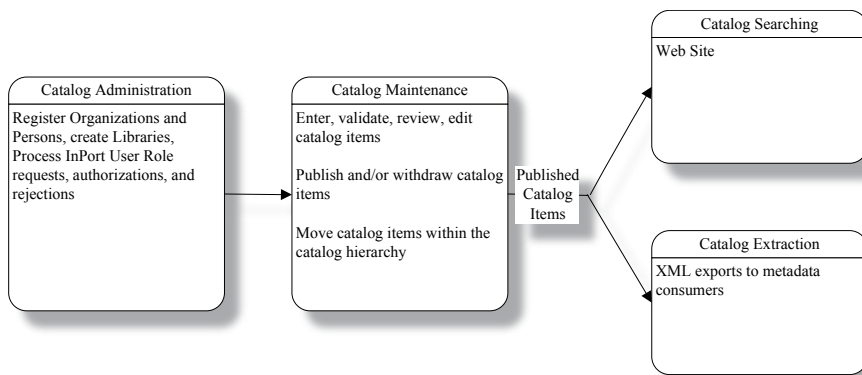 Catalog Administration
Register Organizations and
Persons, create Libraries,
Process InPort User Role
requests, authorizations, and
rejections
Catalog Maintenance
Enter, validate, review, edit
catalog items
Publish and/or withdraw catalog
items
Move catalog items within the
catalog hierarchy
Published
Catalog
Items
Catalog Searching
Web Site
Catalog Extraction
XML exports to metadata
consumers